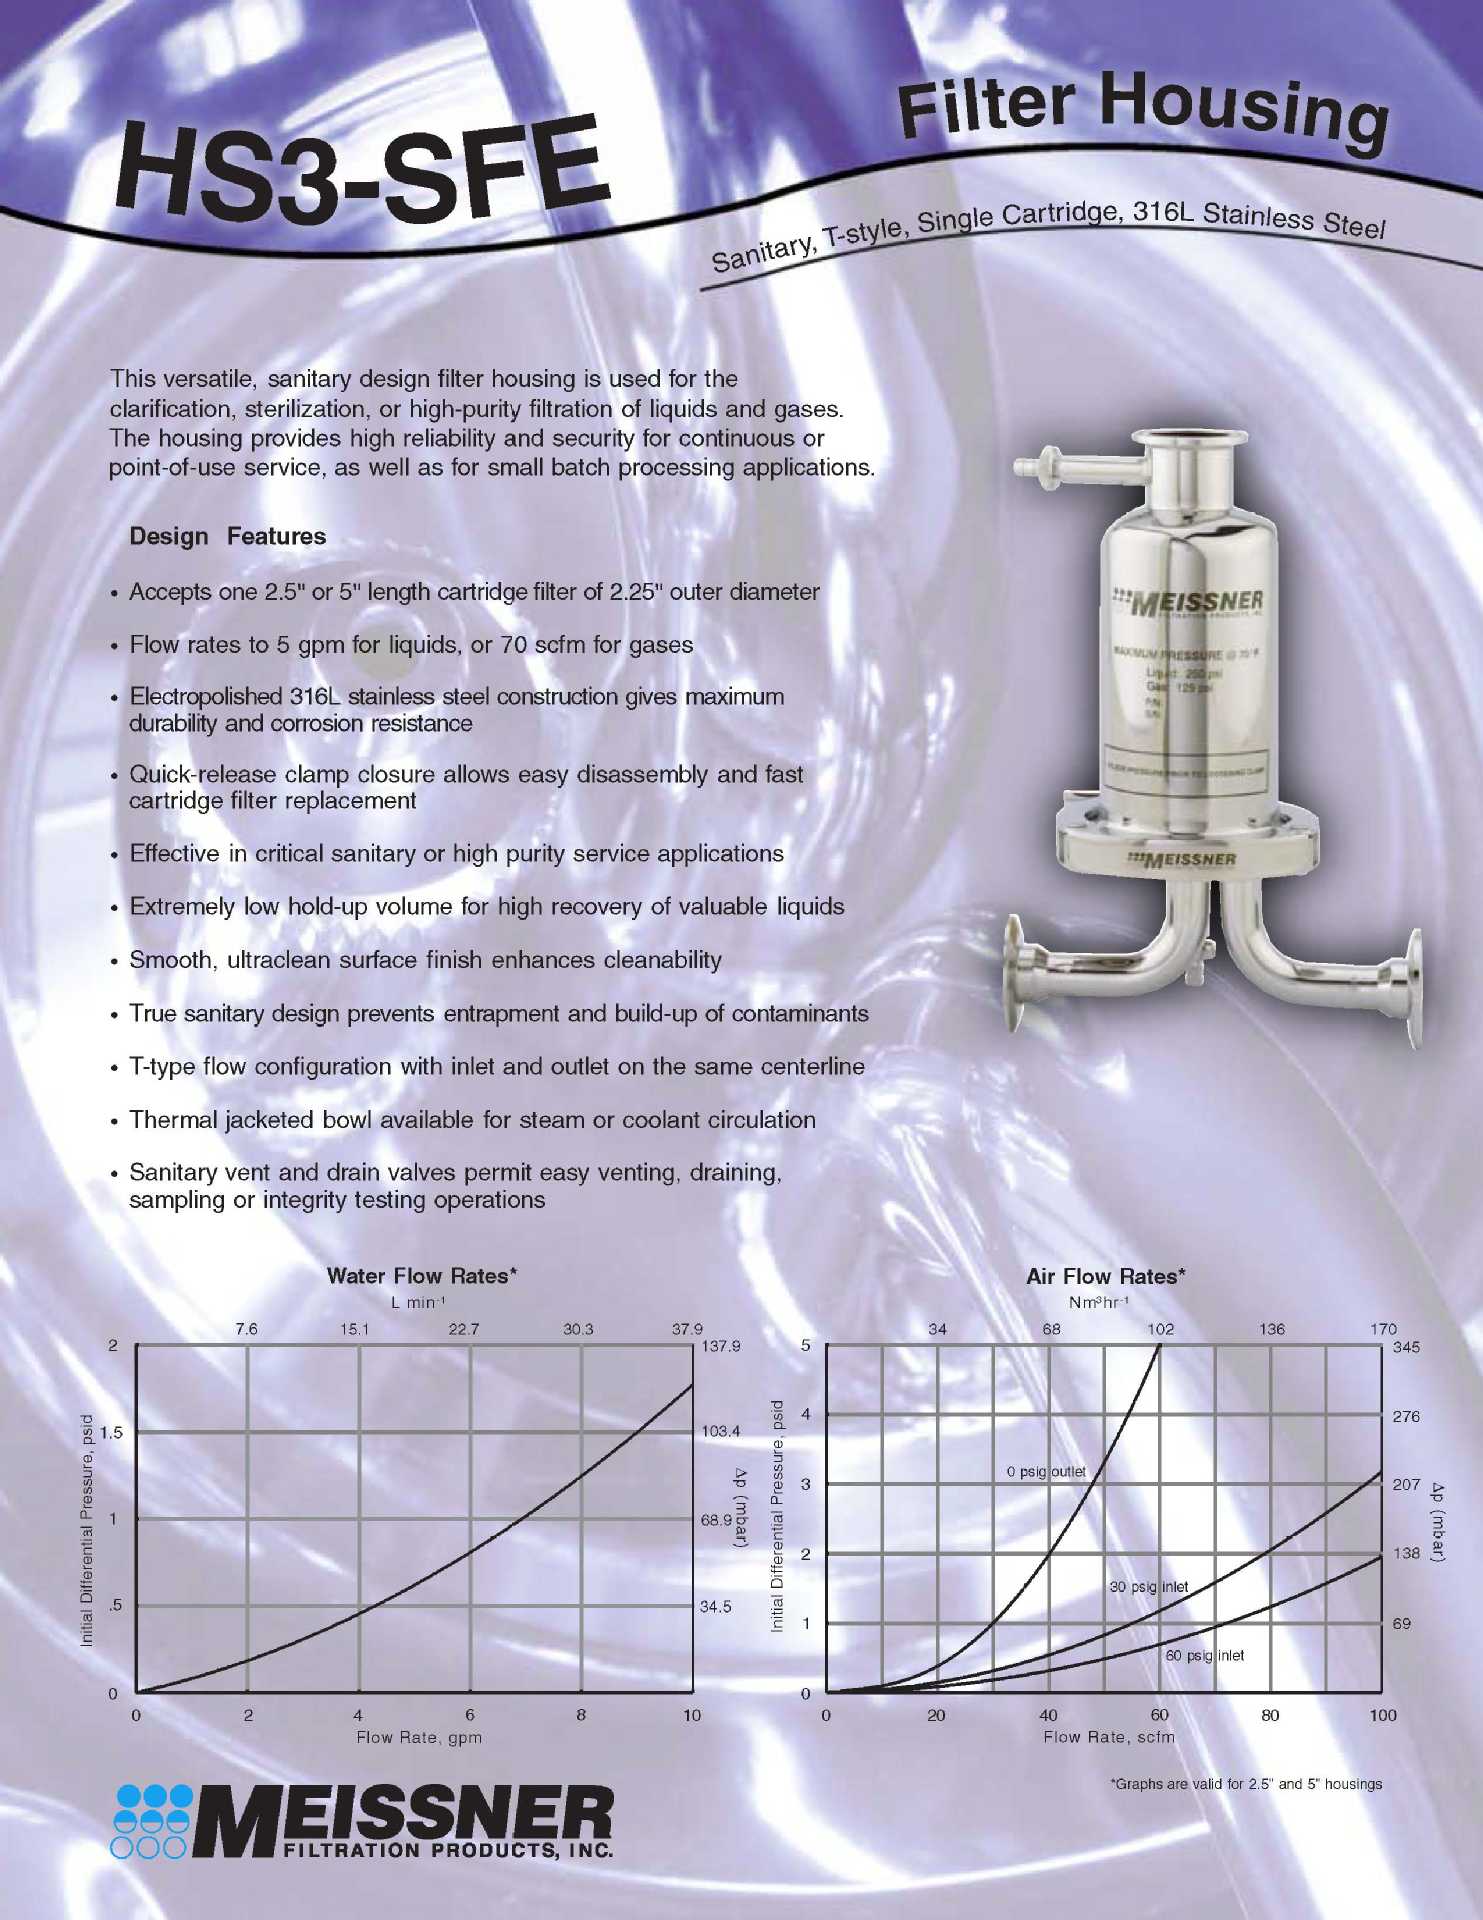 HS3-SFE
Filter Housing
Sanitary, T-style, Single Cartridge, 316L Stainless Steel
This versatile, sanitary design filter housing is used for the
clarification, sterilization, or high-purity filtration of liquids and gases.
The housing provides high reliability and security for continuous or
point-of-use service, as well as for small batch processing applications.
Design Features
• Accepts one 2.5" or 5" length cartridge filter of 2.25" outer diameter
• Flow rates to 5 gpm for liquids, or 70 scfm for gases
• Electropolished 316L stainless steel construction gives maximum
durability and corrosion resistance
• Quick-release clamp closure allows easy disassembly and fast
cartridge filter replacement
• Effective in critical sanitary or high purity service applications
• Extremely low hold-up volume for high recovery of valuable liquids
• Smooth, ultraclean surface finish enhances cleanability
• True sanitary design prevents entrapment and build-up of contaminants
• T-type flow configuration with inlet and outlet on the same centerline
• Thermal jacketed bowl available for steam or coolant circulation
• Sanitary vent and drain valves permit easy venting, draining,
sampling or integrity testing operations
MEISSNER
FILTRATION PRODUCTS, INC.
MAXIMUM PRESSURE @ 70°F
Liquid: 250 psi
Gas: 125 psi
P/N:
S/N:
MEISSNER
Water Flow Rates*
L min-1
7.6 15.1 22.7 30.3 37.9
2 137.9
1.5 103.4
1 68.9
.5 34.5
0
0 2 4 6 8 10
Initial Differential Pressure, psid
Δp (mbar)
Flow Rate, gpm
Air Flow Rates*
Nm³hr-1
34 68 102 136 170
5 345
4 276
0 psig outlet
3 207
2 138
30 psig inlet
1 69
60 psig inlet
0
0 20 40 60 80 100
Initial Differential Pressure, psid
Δp (mbar)
Flow Rate, scfm
*Graphs are valid for 2.5" and 5" housings
MEISSNER
FILTRATION PRODUCTS, INC.